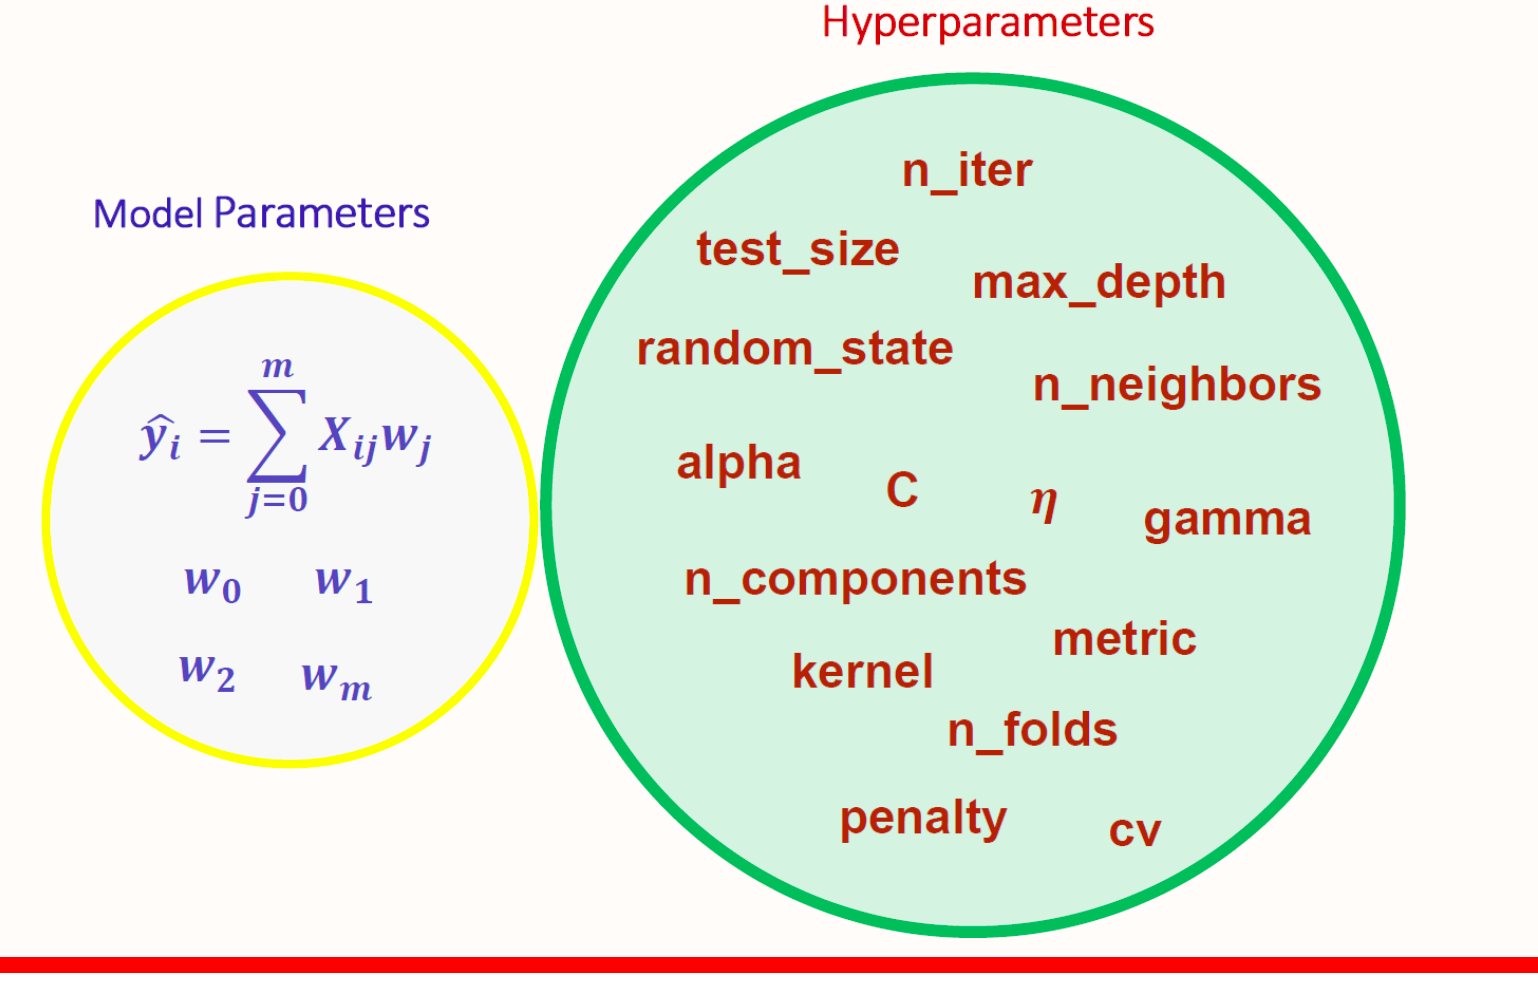 Hyperparameters
n_iter
test_size
max_depth
random_state
n_neighbors
alpha
C
η
gamma
n_components
metric
kernel
n_folds
penalty
cv
Model Parameters
ŷᵢ = ∑ⱼ₌₀ᵐ Xᵢⱼwⱼ
w₀ w₁
w₂ wₘ